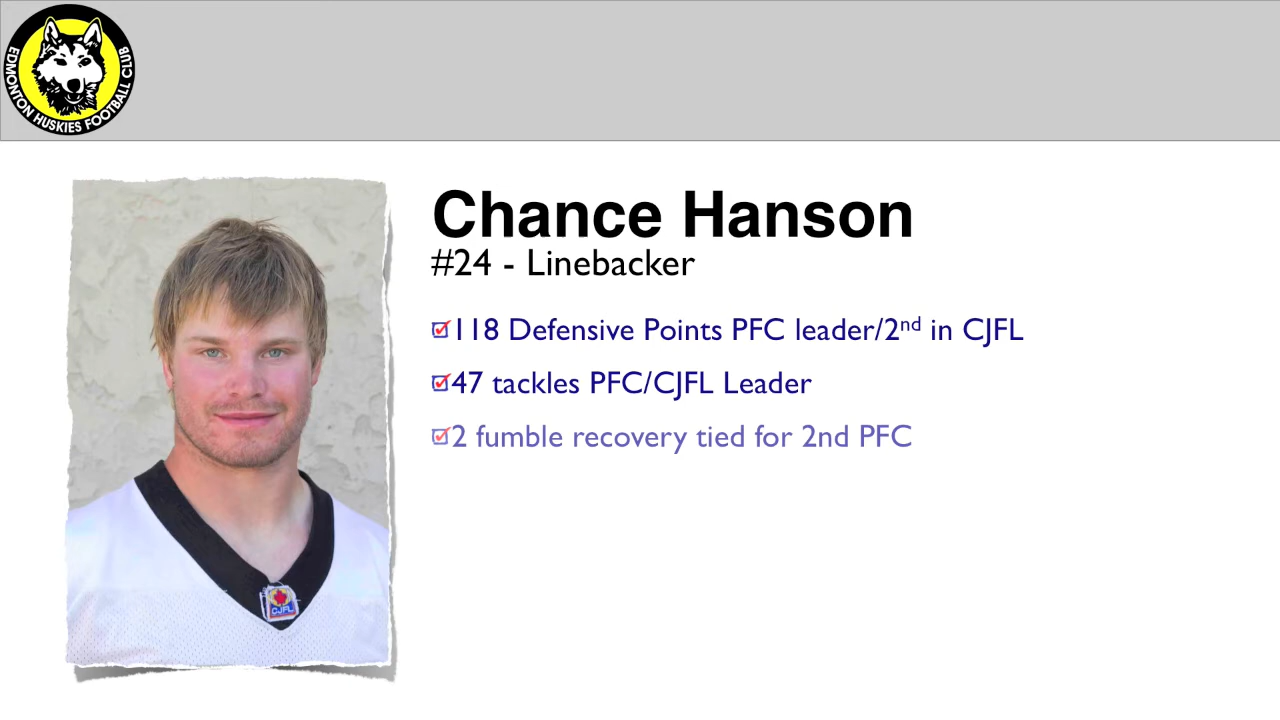 EDMONTON HUSKIES FOOTBALL CLUB
Chance Hanson
#24 - Linebacker
118 Defensive Points PFC leader/2nd in CJFL
47 tackles PFC/CJFL Leader
2 fumble recovery tied for 2nd PFC
CJFL